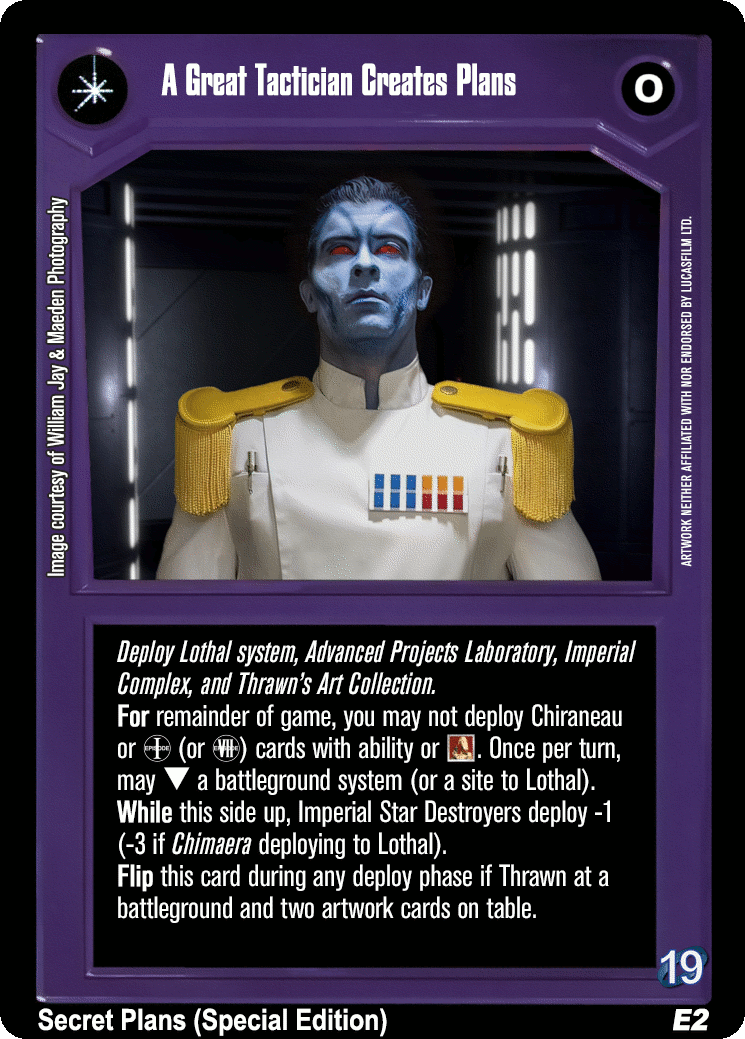 A Great Tactician Creates Plans
O
Image courtesy of William Jay & Maeden Photography
ARTWORK NEITHER AFFILIATED WITH NOR ENDORSED BY LUCASFILM LTD.
Deploy Lothal system, Advanced Projects Laboratory, Imperial
Complex, and Thrawn's Art Collection.
For remainder of game, you may not deploy Chiraneau
or EPISODE I (or EPISODE VII) cards with ability or . Once per turn,
may ▼ a battleground system (or a site to Lothal).
While this side up, Imperial Star Destroyers deploy -1
(-3 if Chimaera deploying to Lothal).
Flip this card during any deploy phase if Thrawn at a
battleground and two artwork cards on table.
19
Secret Plans (Special Edition)
E2